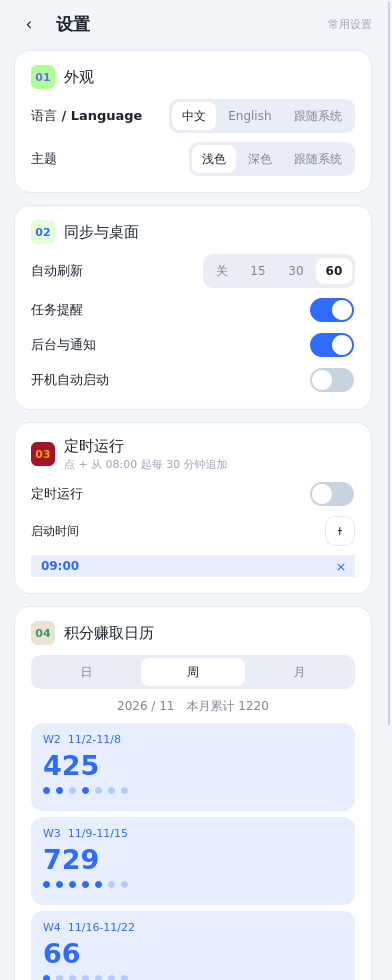 ‹ 设置 常用设置
01 外观
语言 / Language 中文 English 跟随系统
主题 浅色 深色 跟随系统
02 同步与桌面
自动刷新 关 15 30 60
任务提醒
后台与通知
开机自动启动
03 定时运行
点 + 从 08:00 起每 30 分钟追加
定时运行
启动时间 +
09:00 ×
04 积分赚取日历
日 周 月
2026 / 11 本月累计 1220
W2 11/2-11/8
425
W3 11/9-11/15
729
W4 11/16-11/22
66